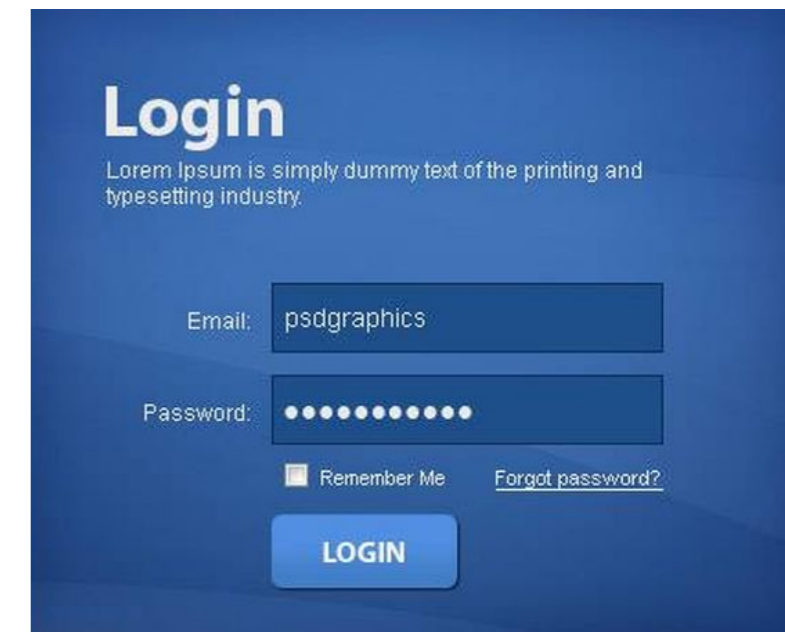 Login
Lorem Ipsum is simply dummy text of the printing and
typesetting industry.
Email: psdgraphics
Password: ●●●●●●●●●●●
Remember Me Forgot password?
LOGIN